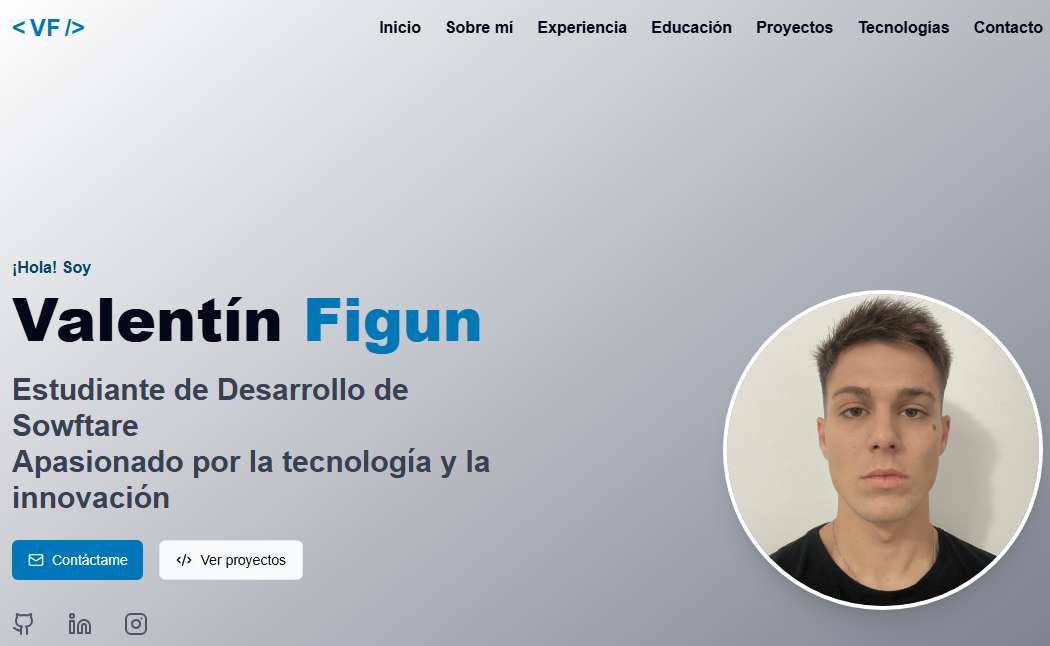 < VF />
Inicio Sobre mí Experiencia Educación Proyectos Tecnologías Contacto
¡Hola! Soy
Valentín Figun
Estudiante de Desarrollo de
Sowftare
Apasionado por la tecnología y la
innovación
Contáctame </> Ver proyectos
in